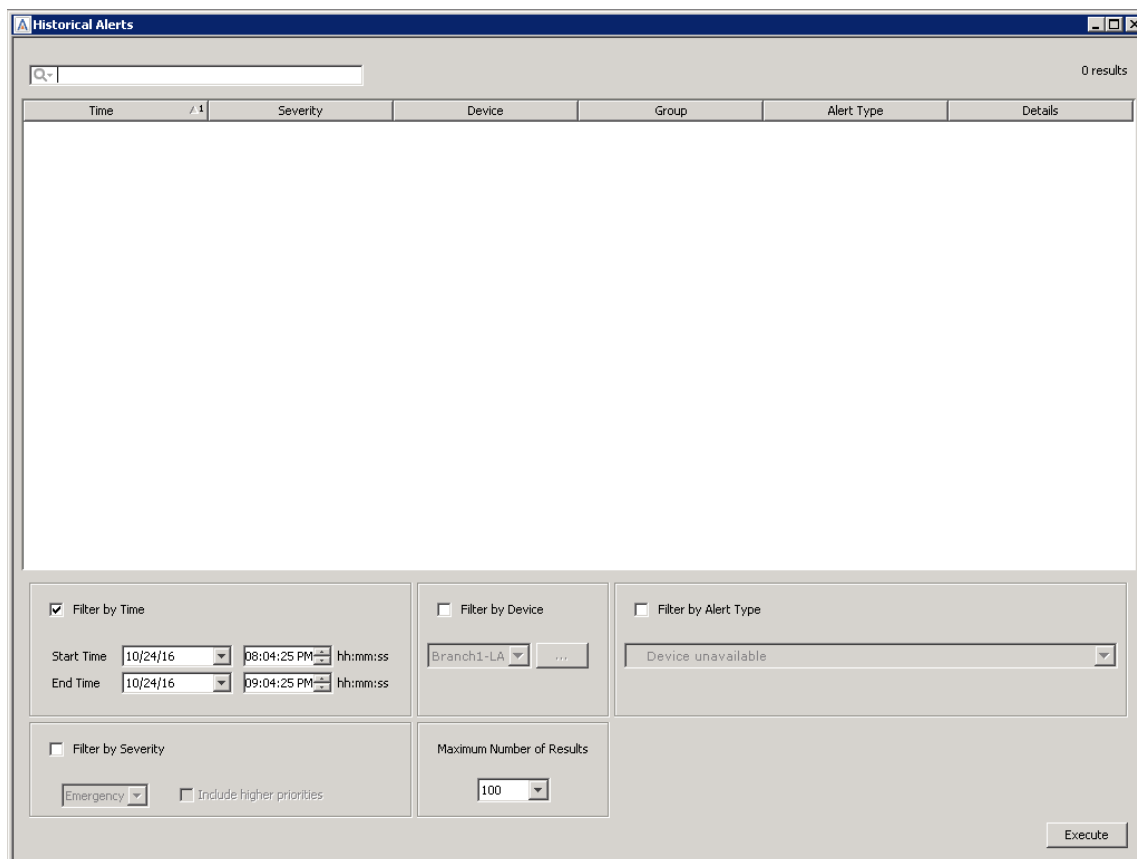 Historical Alerts
0 results
Time 1 Severity Device Group Alert Type Details
Filter by Time
Start Time 10/24/16 08:04:25 PM hh:mm:ss
End Time 10/24/16 09:04:25 PM hh:mm:ss
Filter by Device
Branch1-LA ...
Filter by Alert Type
Device unavailable
Filter by Severity
Emergency Include higher priorities
Maximum Number of Results
100
Execute